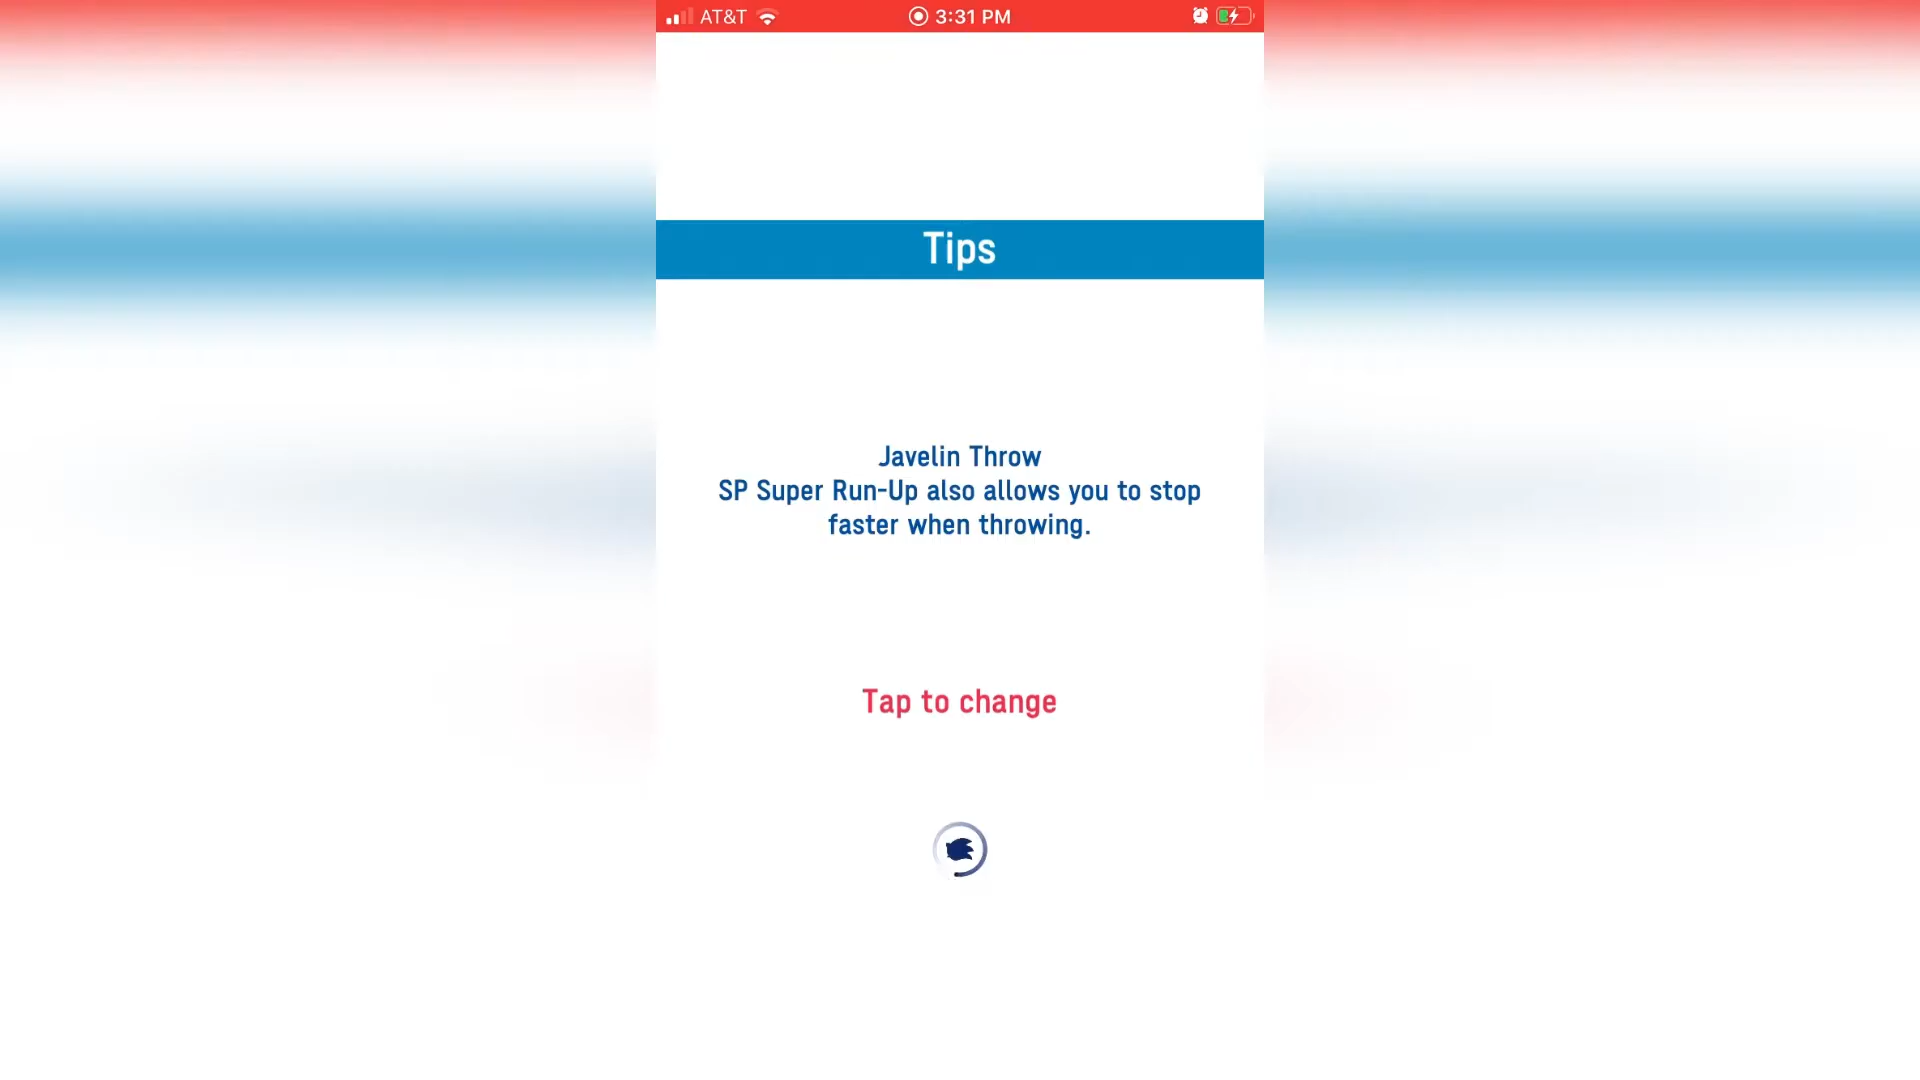 AT&T 3:31 PM
Tips
Javelin Throw
SP Super Run-Up also allows you to stop
faster when throwing.
Tap to change